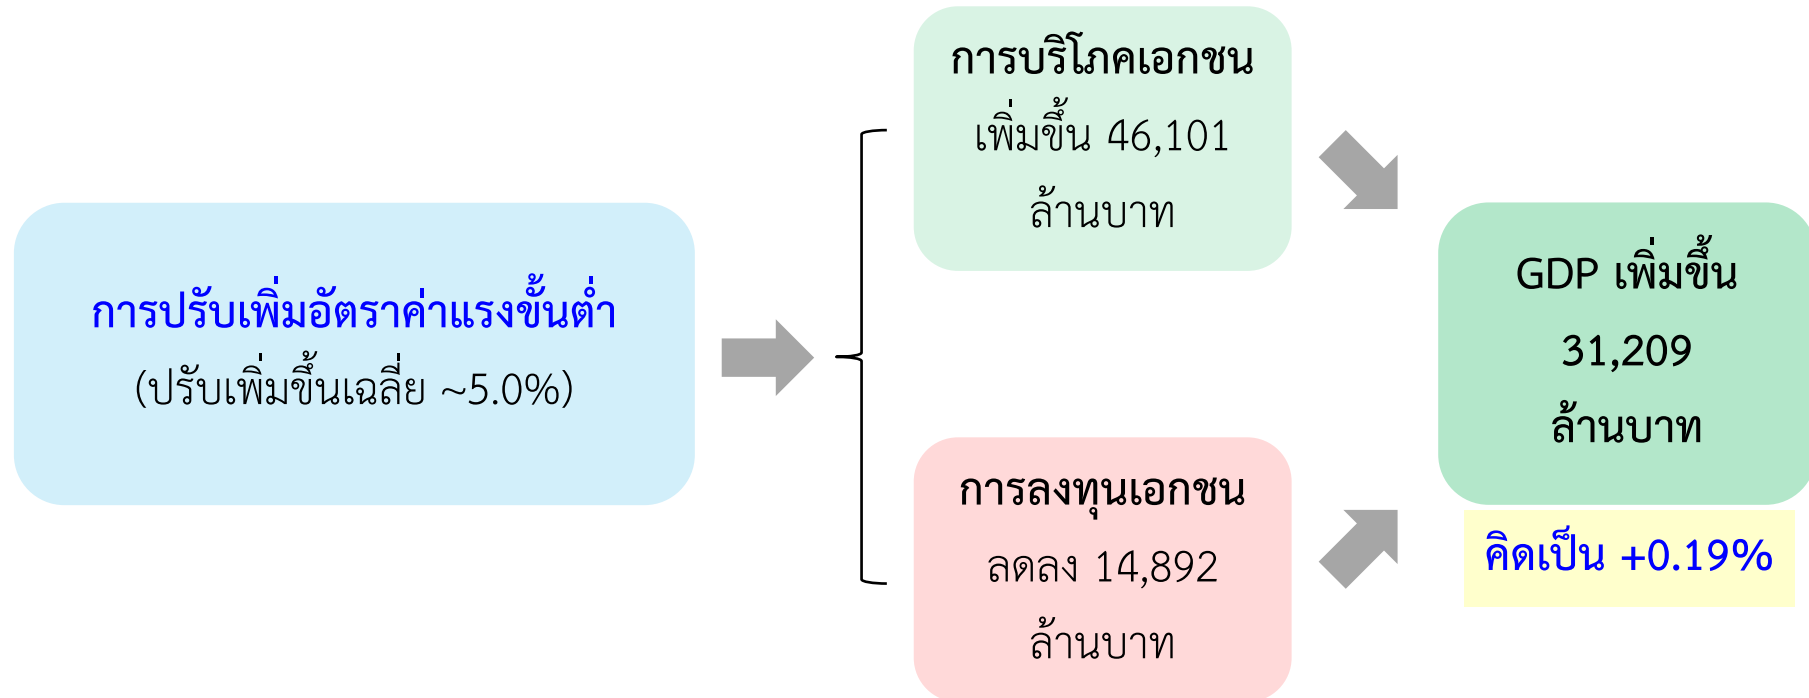 การปรับเพิ่มอัตราค่าแรงขั้นต่ำ
(ปรับเพิ่มขึ้นเฉลี่ย ~5.0%)
การบริโภคเอกชน
เพิ่มขึ้น 46,101
ล้านบาท
การลงทุนเอกชน
ลดลง 14,892
ล้านบาท
GDP เพิ่มขึ้น
31,209
ล้านบาท
คิดเป็น +0.19%